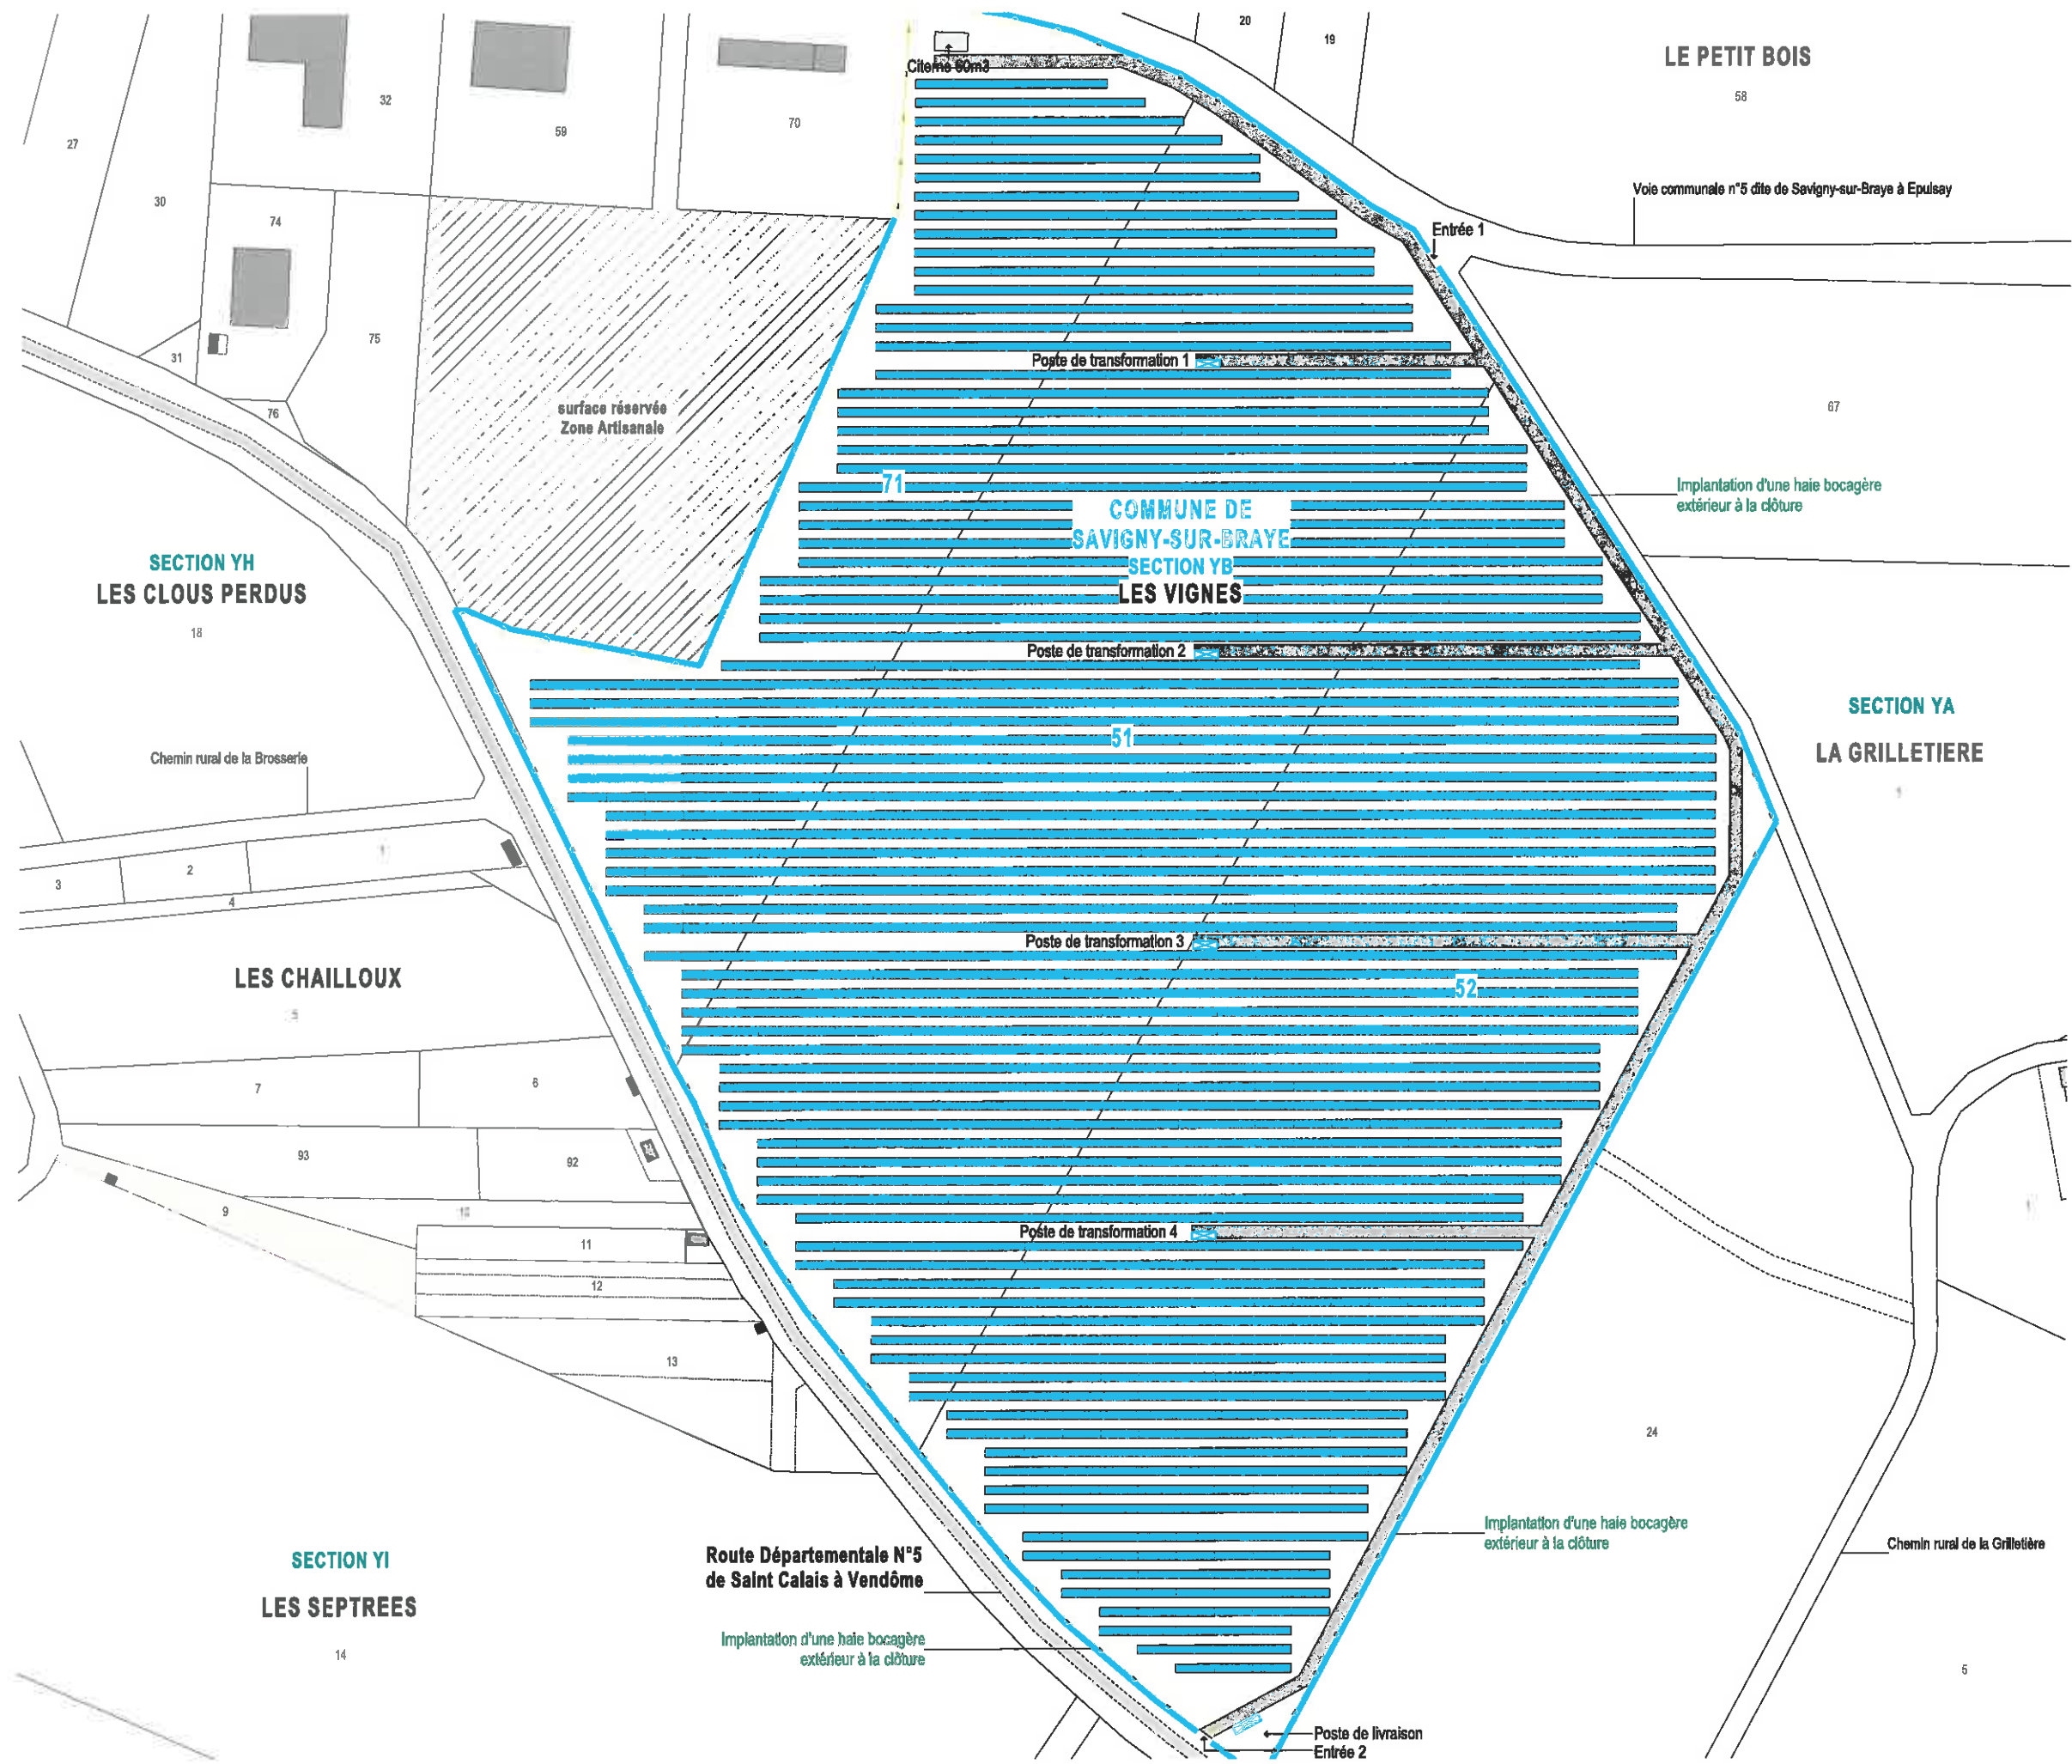 20
19
LE PETIT BOIS
58
Citerne 60m3
32
59
70
27
30
74
Voie communale n°5 dite de Savigny-sur-Braye à Epulsay
Entrée 1
31
75
Poste de transformation 1
76
surface réservée
Zone Artisanale
67
71
Implantation d'une haie bocagère
extérieur à la clôture
COMMUNE DE
SAVIGNY-SUR-BRAYE
SECTION YB
LES VIGNES
SECTION YH
LES CLOUS PERDUS
18
Poste de transformation 2
SECTION YA
LA GRILLETIERE
51
Chemin rural de la Brosserie
3
2
4
Poste de transformation 3
LES CHAILLOUX
5
52
7
6
93
92
9
10
11
12
13
Poste de transformation 4
24
Implantation d'une haie bocagère
extérieur à la clôture
Chemin rural de la Grilletière
SECTION YI
LES SEPTREES
14
Route Départementale N°5
de Saint Calais à Vendôme
Implantation d'une haie bocagère
extérieur à la clôture
5
Poste de livraison
Entrée 2